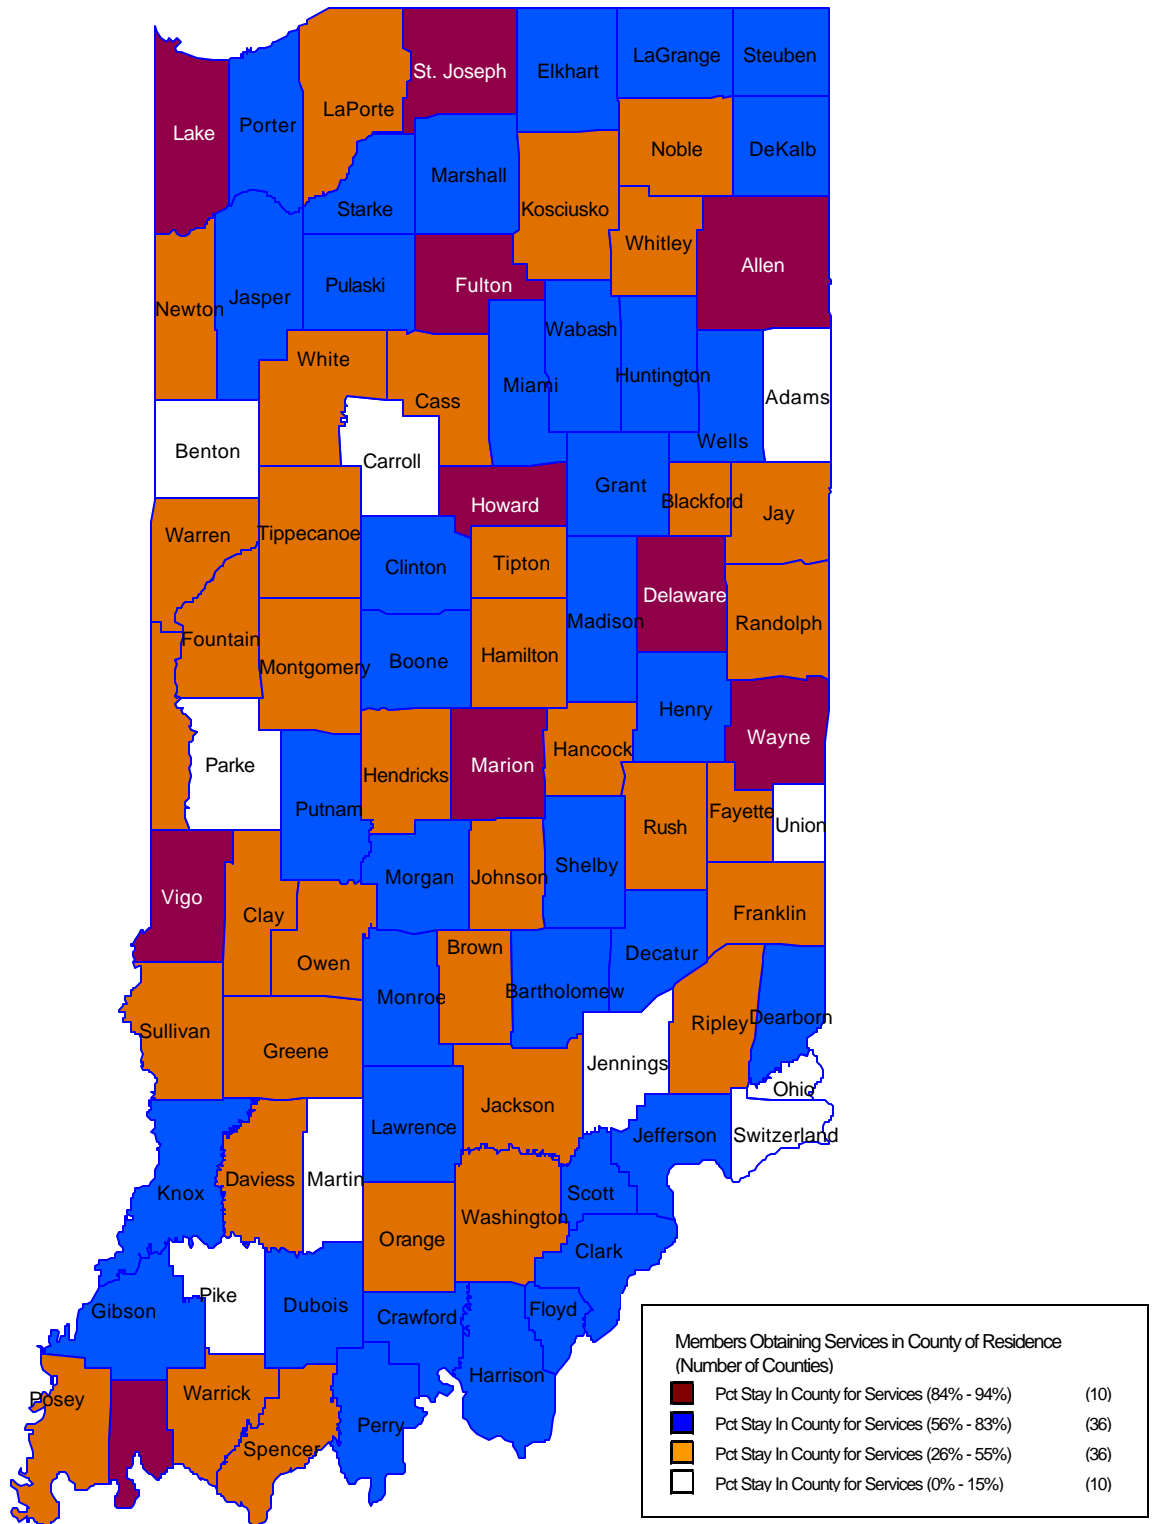 St. Joseph
Elkhart
LaGrange
Steuben
LaPorte
Lake
Porter
Noble
DeKalb
Marshall
Starke
Kosciusko
Whitley
Allen
Fulton
Pulaski
Jasper
Newton
Wabash
White
Huntington
Miami
Cass
Adams
Wells
Benton
Carroll
Grant
Blackford
Howard
Jay
Warren
Tippecanoe
Clinton
Tipton
Delaware
Madison
Randolph
Fountain
Montgomery
Boone
Hamilton
Henry
Wayne
Hancock
Parke
Marion
Hendricks
Putnam
Fayette
Rush
Union
Shelby
Morgan
Johnson
Vigo
Clay
Franklin
Brown
Decatur
Owen
Monroe
Bartholomew
Sullivan
Greene
Ripley
Dearborn
Jennings
Ohio
Jackson
Lawrence
Jefferson
Switzerland
Daviess
Martin
Knox
Scott
Washington
Orange
Clark
Pike
Dubois
Gibson
Crawford
Floyd
Harrison
Posey
Warrick
Perry
Spencer
Members Obtaining Services in County of Residence
(Number of Counties)
Pct Stay In County for Services (84% - 94%) (10)
Pct Stay In County for Services (56% - 83%) (36)
Pct Stay In County for Services (26% - 55%) (36)
Pct Stay In County for Services (0% - 15%) (10)